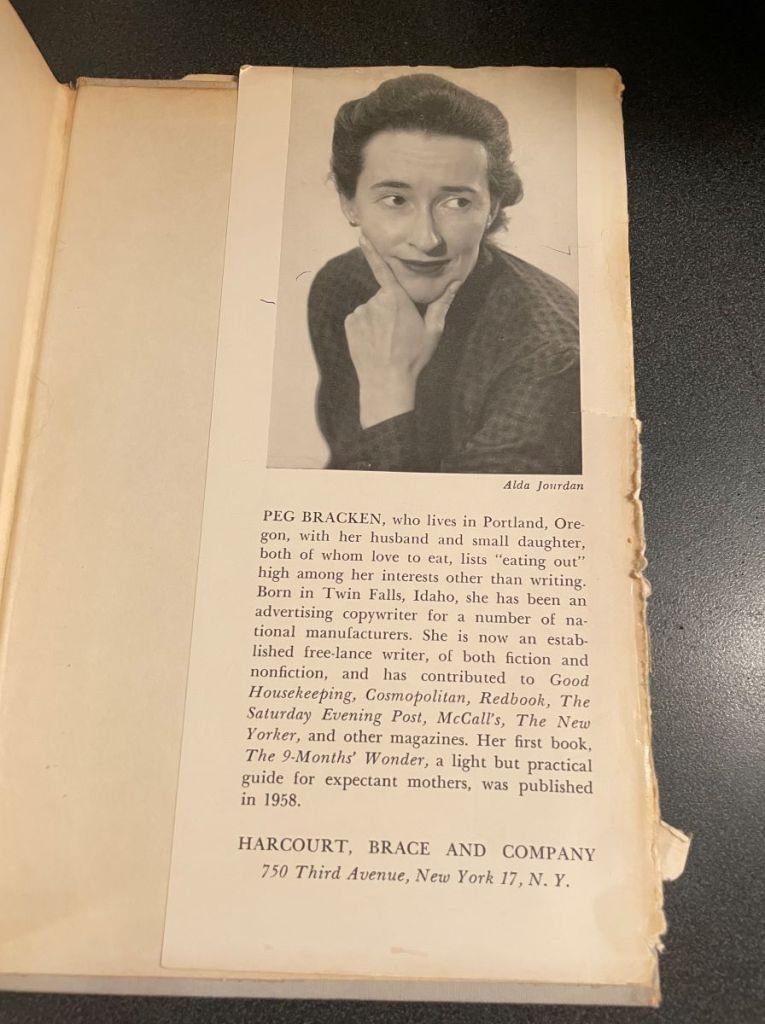 Alda Jourdan
PEG BRACKEN, who lives in Portland, Ore-
gon, with her husband and small daughter,
both of whom love to eat, lists "eating out"
high among her interests other than writing.
Born in Twin Falls, Idaho, she has been an
advertising copywriter for a number of na-
tional manufacturers. She is now an estab-
lished free-lance writer, of both fiction and
nonfiction, and has contributed to Good
Housekeeping, Cosmopolitan, Redbook, The
Saturday Evening Post, McCall's, The New
Yorker, and other magazines. Her first book,
The 9-Months' Wonder, a light but practical
guide for expectant mothers, was published
in 1958.
HARCOURT, BRACE AND COMPANY
750 Third Avenue, New York 17, N. Y.